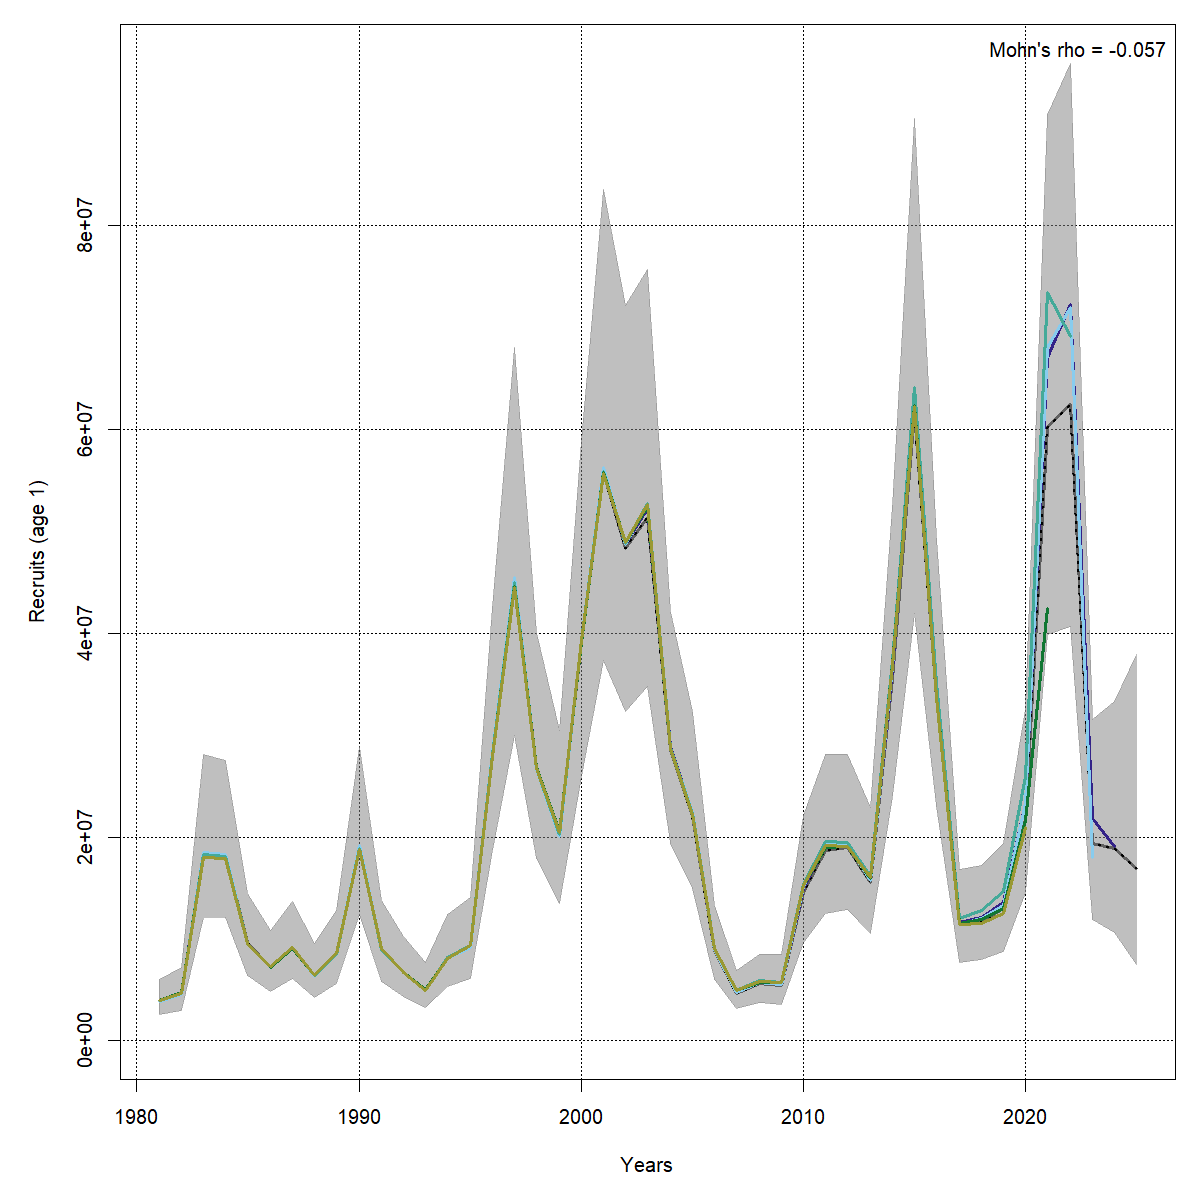 Mohn's rho = -0.057
8e+07
6e+07
4e+07
2e+07
0e+00
Recruits (age 1)
1980
1990
2000
2010
2020
Years